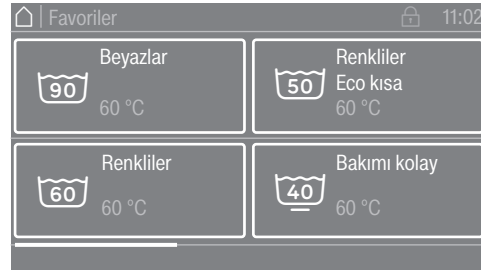 Favoriler 11:02
Beyazlar
90
60 °C
Renkliler
Eco kısa
50
60 °C
Renkliler
60
60 °C
Bakımı kolay
40
60 °C